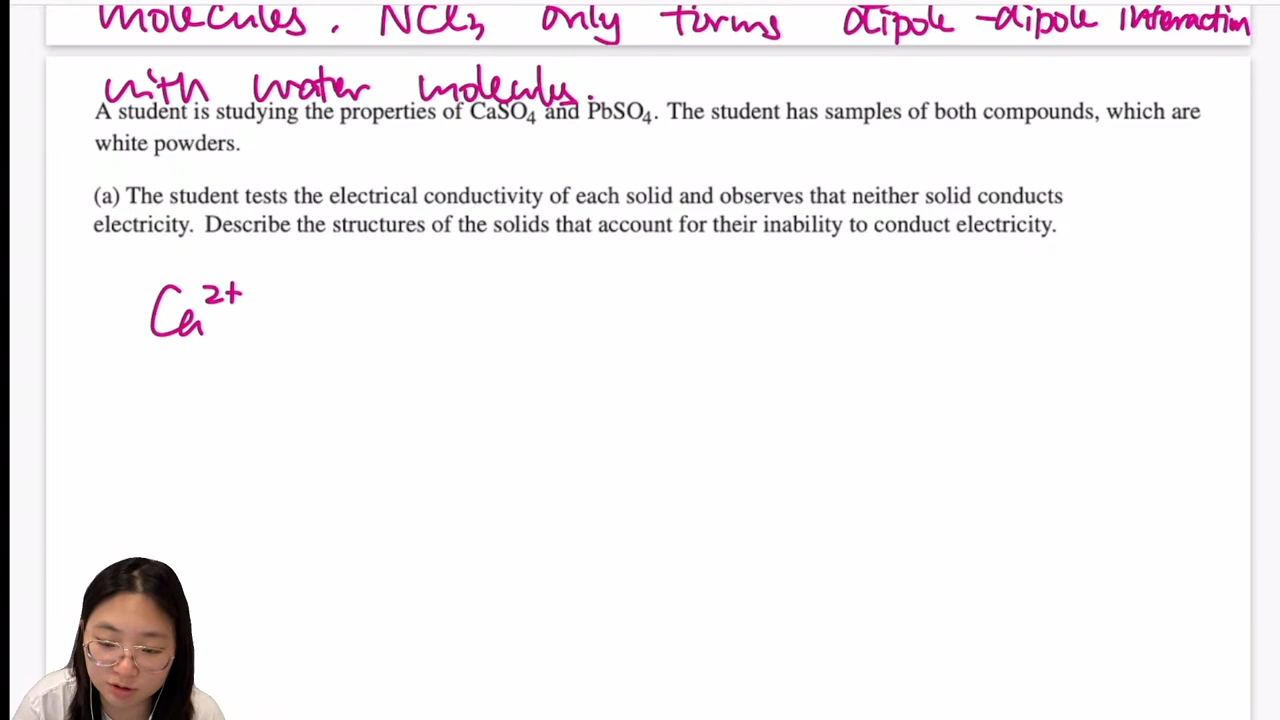 molecules. NCl3 only forms dipole-dipole interaction
with water molecules.
A student is studying the properties of CaSO4 and PbSO4. The student has samples of both compounds, which are
white powders.
(a) The student tests the electrical conductivity of each solid and observes that neither solid conducts
electricity. Describe the structures of the solids that account for their inability to conduct electricity.
Ca2+